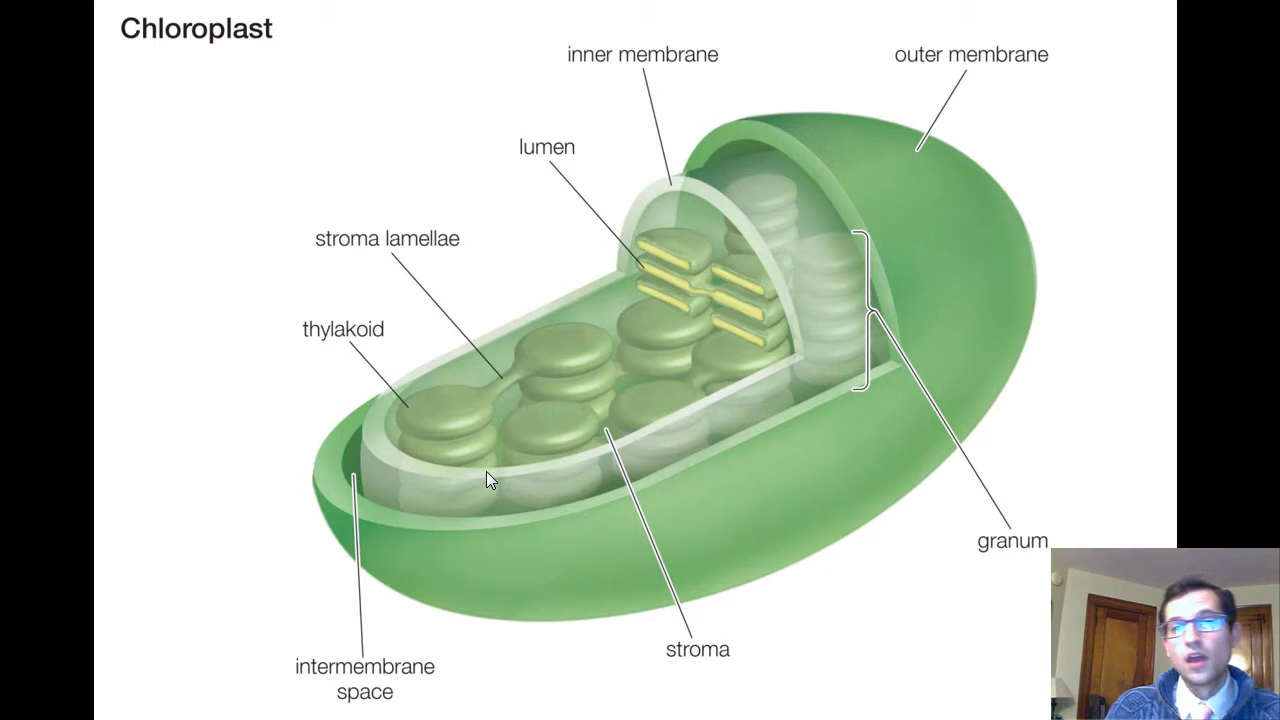 Chloroplast
inner membrane
outer membrane
lumen
stroma lamellae
thylakoid
granum
stroma
intermembrane
space